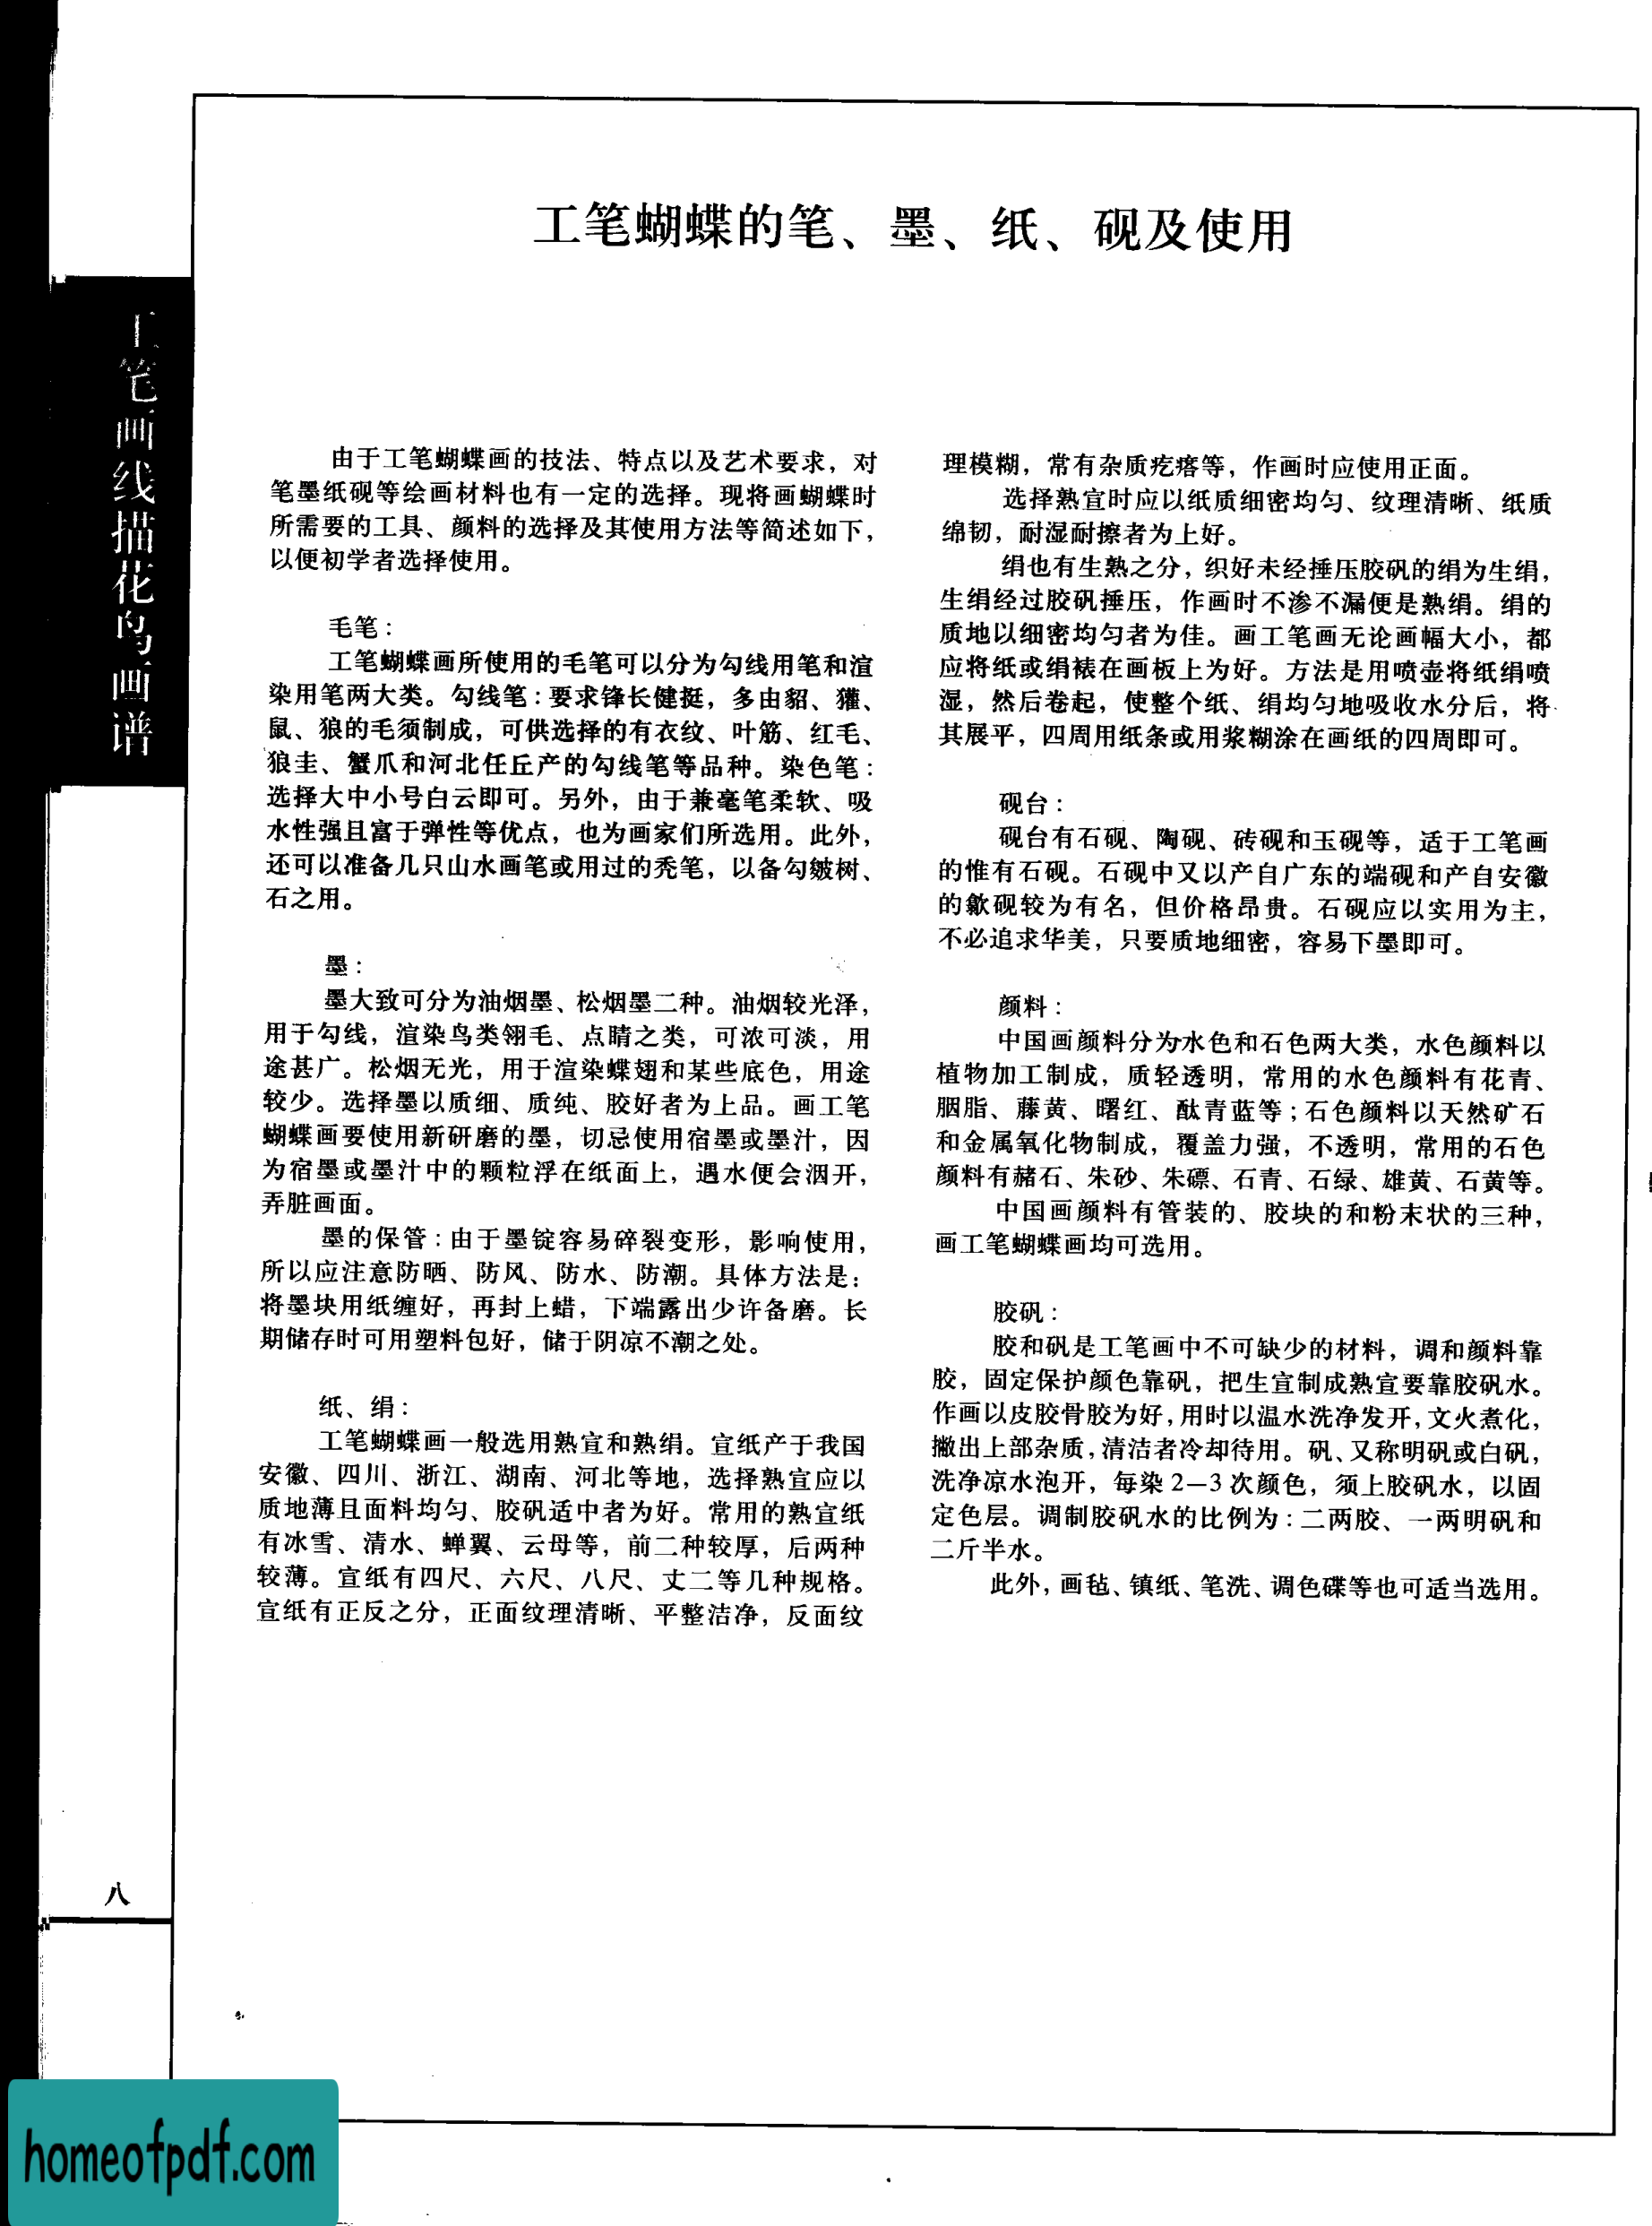 工笔蝴蝶的笔、墨、纸、砚及使用
工笔画线描花鸟画谱
由于工笔蝴蝶画的技法、特点以及艺术要求，对
笔墨纸砚等绘画材料也有一定的选择。现将画蝴蝶时
所需要的工具、颜料的选择及其使用方法等简述如下，
以便初学者选择使用。
毛笔：
工笔蝴蝶画所使用的毛笔可以分为勾线用笔和渲
染用笔两大类。勾线笔：要求锋长健挺，多由貂、獾、
鼠、狼的毛须制成，可供选择的有衣纹、叶筋、红毛、
狼圭、蟹爪和河北任丘产的勾线笔等品种。染色笔：
选择大中小号白云即可。另外，由于兼毫笔柔软、吸
水性强且富于弹性等优点，也为画家们所选用。此外，
还可以准备几只山水画笔或用过的秃笔，以备勾皴树、
石之用。
墨：
墨大致可分为油烟墨、松烟墨二种。油烟较光泽，
用于勾线，渲染鸟类翎毛、点睛之类，可浓可淡，用
途甚广。松烟无光，用于渲染蝶翅和某些底色，用途
较少。选择墨以质细、质纯、胶好者为上品。画工笔
蝴蝶画要使用新研磨的墨，切忌使用宿墨或墨汁，因
为宿墨或墨汁中的颗粒浮在纸面上，遇水便会洇开，
弄脏画面。
墨的保管：由于墨锭容易碎裂变形，影响使用，
所以应注意防晒、防风、防水、防潮。具体方法是：
将墨块用纸缠好，再封上蜡，下端露出少许备磨。长
期储存时可用塑料包好，储于阴凉不潮之处。
纸、绢：
工笔蝴蝶画一般选用熟宣和熟绢。宣纸产于我国
安徽、四川、浙江、湖南、河北等地，选择熟宣应以
质地薄且面料均匀、胶矾适中者为好。常用的熟宣纸
有冰雪、清水、蝉翼、云母等，前二种较厚，后两种
较薄。宣纸有四尺、六尺、八尺、丈二等几种规格。
宣纸有正反之分，正面纹理清晰、平整洁净，反面纹
理模糊，常有杂质疙瘩等，作画时应使用正面。
选择熟宣时应以纸质细密均匀、纹理清晰、纸质
绵韧，耐湿耐擦者为上好。
绢也有生熟之分，织好未经捶压胶矾的绢为生绢，
生绢经过胶矾捶压，作画时不渗不漏便是熟绢。绢的
质地以细密均匀者为佳。画工笔画无论画幅大小，都
应将纸或绢裱在画板上为好。方法是用喷壶将纸绢喷
湿，然后卷起，使整个纸、绢均匀地吸收水分后，将
其展平，四周用纸条或用浆糊涂在画纸的四周即可。
砚台：
砚台有石砚、陶砚、砖砚和玉砚等，适于工笔画
的惟有石砚。石砚中又以产自广东的端砚和产自安徽
的歙砚较为有名，但价格昂贵。石砚应以实用为主，
不必追求华美，只要质地细密，容易下墨即可。
颜料：
中国画颜料分为水色和石色两大类，水色颜料以
植物加工制成，质轻透明，常用的水色颜料有花青、
胭脂、藤黄、曙红、酞青蓝等；石色颜料以天然矿石
和金属氧化物制成，覆盖力强，不透明，常用的石色
颜料有赭石、朱砂、朱磦、石青、石绿、雄黄、石黄等。
中国画颜料有管装的、胶块的和粉末状的三种，
画工笔蝴蝶画均可选用。
胶矾：
胶和矾是工笔画中不可缺少的材料，调和颜料靠
胶，固定保护颜色靠矾，把生宣制成熟宣要靠胶矾水。
作画以皮胶骨胶为好，用时以温水洗净发开，文火煮化，
撇出上部杂质，清洁者冷却待用。矾、又称明矾或白矾，
洗净凉水泡开，每染2—3次颜色，须上胶矾水，以固
定色层。调制胶矾水的比例为：二两胶、一两明矾和
二斤半水。
此外，画毡、镇纸、笔洗、调色碟等也可适当选用。
八
homeofpdf.com